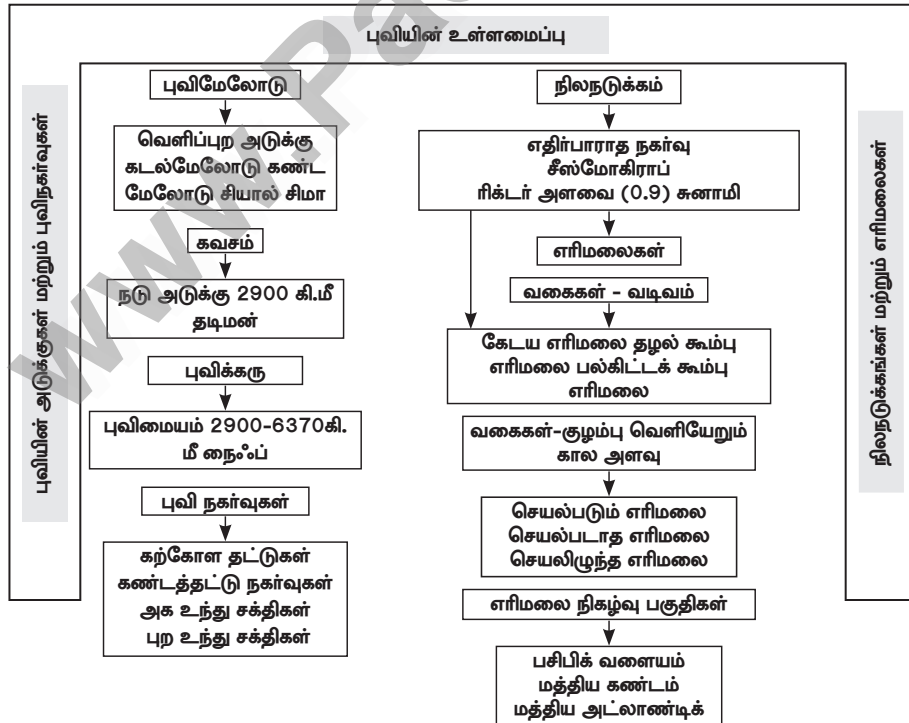 புவியின் உள்ளமைப்பு
புவியின் அடுக்குகள் மற்றும் புவிநகர்வுகள்
புவிமேலோடு
வெளிப்புற அடுக்கு
கடல்மேலோடு கண்ட
மேலோடு சியால் சிமா
கவசம்
நடு அடுக்கு 2900 கி.மீ
தடிமன்
புவிக்கரு
புவிமையம் 2900-6370கி.
மீ நைஃப்
புவி நகர்வுகள்
கற்கோள தட்டுகள்
கண்டத்தட்டு நகர்வுகள்
அக உந்து சக்திகள்
புற உந்து சக்திகள்
நிலநடுக்கம்
எதிர்பாராத நகர்வு
சீஸ்மோகிராப்
ரிக்டர் அளவை (0.9) சுனாமி
எரிமலைகள்
வகைகள் - வடிவம்
கேடய எரிமலை தழல் கூம்பு
எரிமலை பல்கிட்டக் கூம்பு
எரிமலை
வகைகள்-குழம்பு வெளியேறும்
கால அளவு
செயல்படும் எரிமலை
செயல்படாத எரிமலை
செயலிழுந்த எரிமலை
எரிமலை நிகழ்வு பகுதிகள்
பசிபிக் வளையம்
மத்திய கண்டம்
மத்திய அட்லாண்டிக்
நிலநடுக்கங்கள் மற்றும் எரிமலைகள்
www.Pa